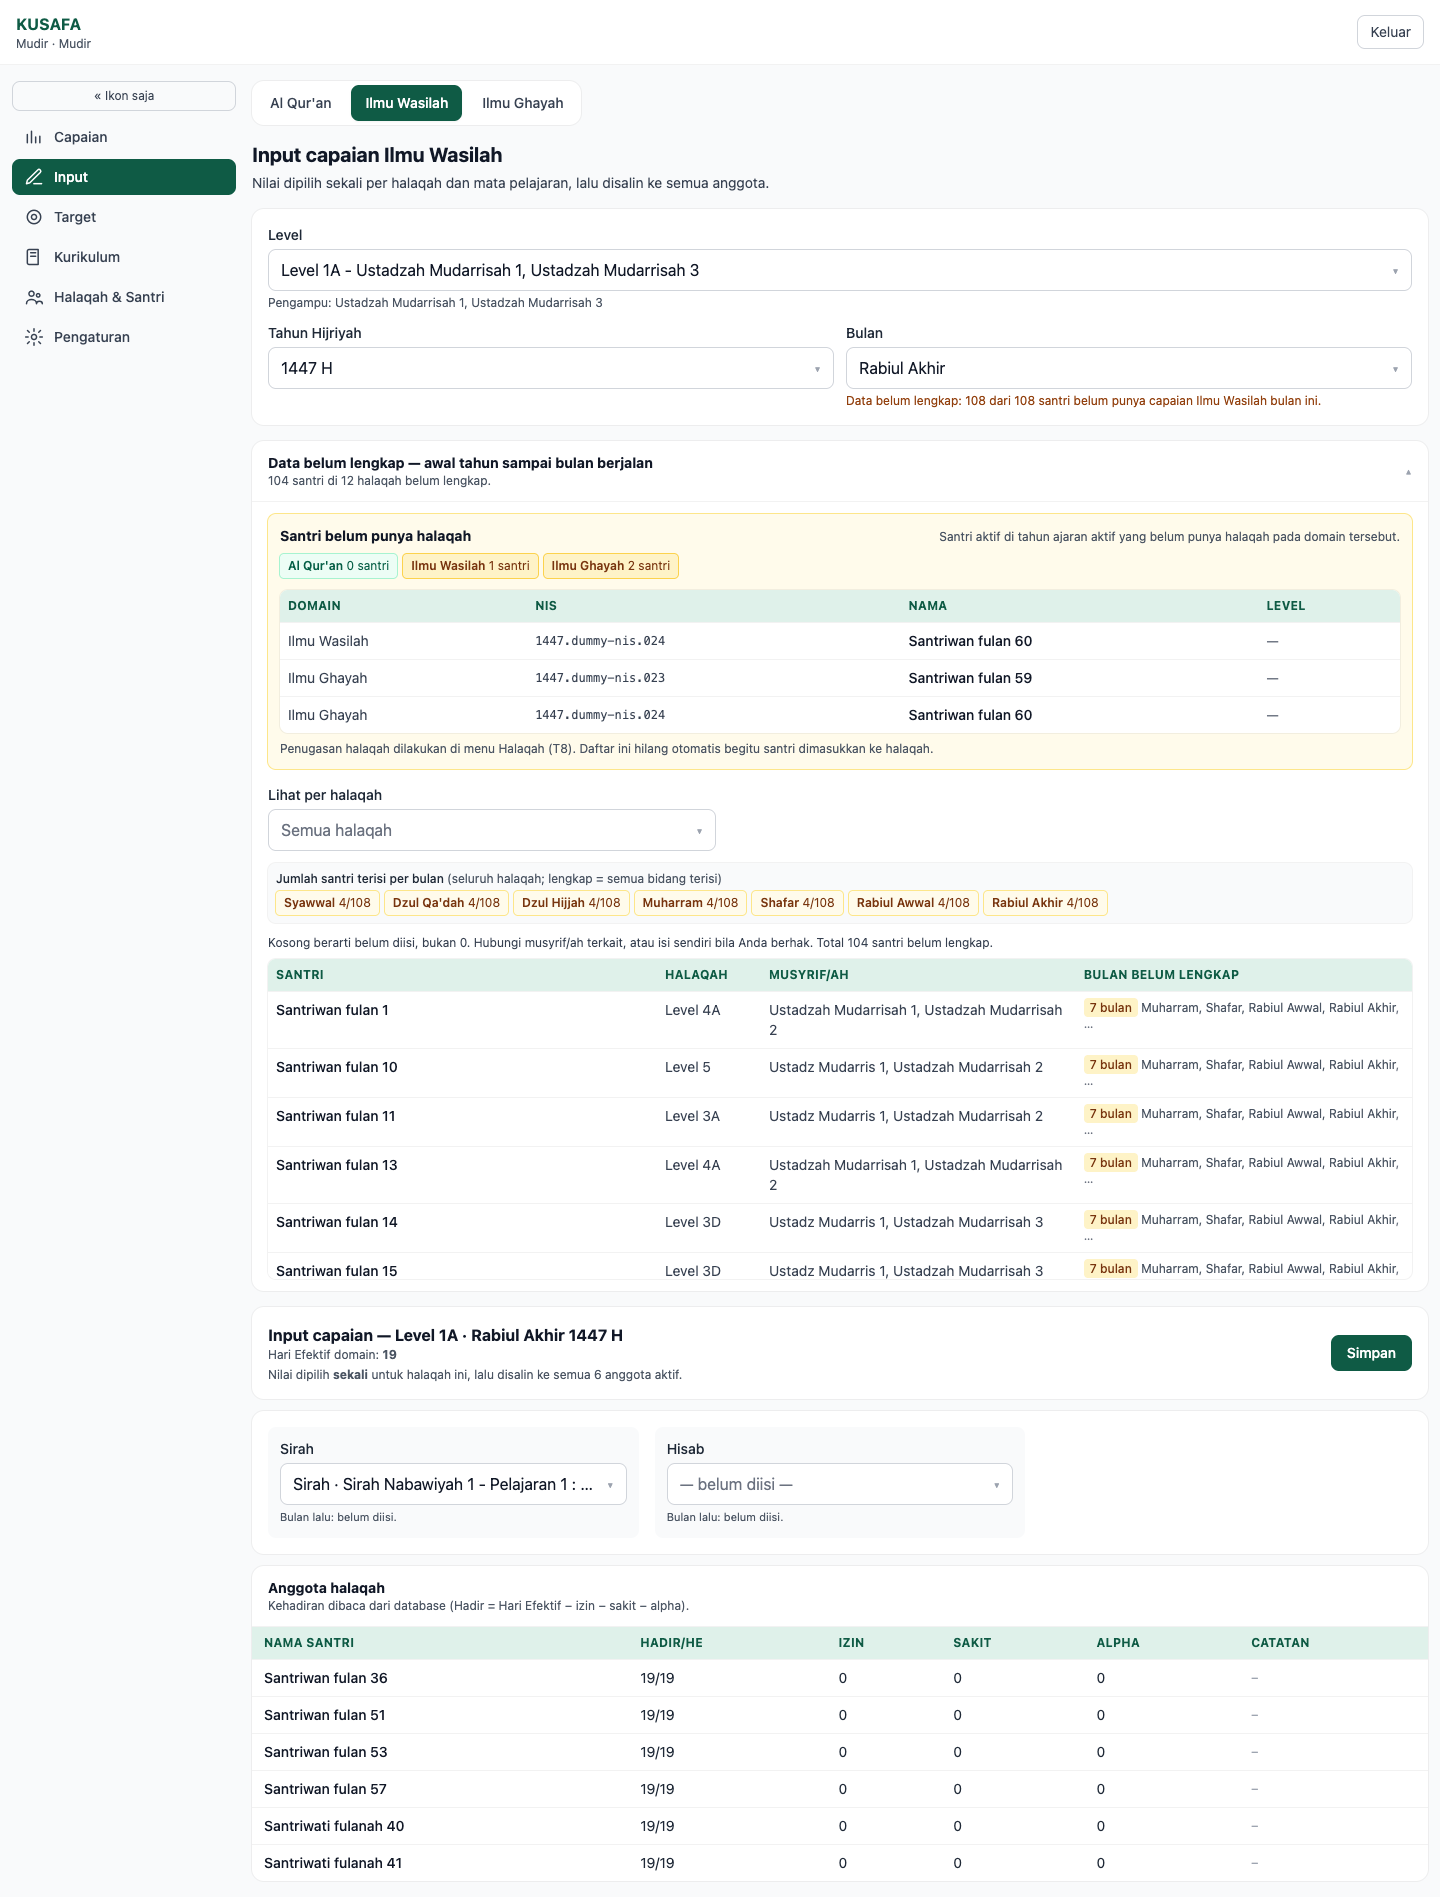 KUSAFA
Mudir · Mudir
Keluar
« Ikon saja
Capaian
Input
Target
Kurikulum
Halaqah & Santri
Pengaturan
Al Qur'an
Ilmu Wasilah
Ilmu Ghayah
Input capaian Ilmu Wasilah
Nilai dipilih sekali per halaqah dan mata pelajaran, lalu disalin ke semua anggota.
Level
Level 1A - Ustadzah Mudarrisah 1, Ustadzah Mudarrisah 3
Pengampu: Ustadzah Mudarrisah 1, Ustadzah Mudarrisah 3
Tahun Hijriyah
1447 H
Bulan
Rabiul Akhir
Data belum lengkap: 108 dari 108 santri belum punya capaian Ilmu Wasilah bulan ini.
Data belum lengkap — awal tahun sampai bulan berjalan
104 santri di 12 halaqah belum lengkap.
Santri belum punya halaqah
Santri aktif di tahun ajaran aktif yang belum punya halaqah pada domain tersebut.
Al Qur'an 0 santri
Ilmu Wasilah 1 santri
Ilmu Ghayah 2 santri
DOMAIN NIS NAMA LEVEL
Ilmu Wasilah 1447.dummy-nis.024 Santriwan fulan 60 —
Ilmu Ghayah 1447.dummy-nis.023 Santriwan fulan 59 —
Ilmu Ghayah 1447.dummy-nis.024 Santriwan fulan 60 —
Penugasan halaqah dilakukan di menu Halaqah (T8). Daftar ini hilang otomatis begitu santri dimasukkan ke halaqah.
Lihat per halaqah
Semua halaqah
Jumlah santri terisi per bulan (seluruh halaqah; lengkap = semua bidang terisi)
Syawwal 4/108
Dzul Qa'dah 4/108
Dzul Hijjah 4/108
Muharram 4/108
Shafar 4/108
Rabiul Awwal 4/108
Rabiul Akhir 4/108
Kosong berarti belum diisi, bukan 0. Hubungi musyrif/ah terkait, atau isi sendiri bila Anda berhak. Total 104 santri belum lengkap.
SANTRI HALAQAH MUSYRIF/AH BULAN BELUM LENGKAP
Santriwan fulan 1 Level 4A Ustadzah Mudarrisah 1, Ustadzah Mudarrisah 7 bulan Muharram, Shafar, Rabiul Awwal, Rabiul Akhir,
2 ...
Santriwan fulan 10 Level 5 Ustadz Mudarris 1, Ustadzah Mudarrisah 2 7 bulan Muharram, Shafar, Rabiul Awwal, Rabiul Akhir,
...
Santriwan fulan 11 Level 3A Ustadz Mudarris 1, Ustadzah Mudarrisah 2 7 bulan Muharram, Shafar, Rabiul Awwal, Rabiul Akhir,
...
Santriwan fulan 13 Level 4A Ustadzah Mudarrisah 1, Ustadzah Mudarrisah 7 bulan Muharram, Shafar, Rabiul Awwal, Rabiul Akhir,
2 ...
Santriwan fulan 14 Level 3D Ustadz Mudarris 1, Ustadzah Mudarrisah 3 7 bulan Muharram, Shafar, Rabiul Awwal, Rabiul Akhir,
...
Santriwan fulan 15 Level 3D Ustadz Mudarris 1, Ustadzah Mudarrisah 3 7 bulan Muharram, Shafar, Rabiul Awwal, Rabiul Akhir,
Input capaian — Level 1A · Rabiul Akhir 1447 H
Hari Efektif domain: 19
Nilai dipilih sekali untuk halaqah ini, lalu disalin ke semua 6 anggota aktif.
Simpan
Sirah
Sirah · Sirah Nabawiyah 1 - Pelajaran 1 : ...
Bulan lalu: belum diisi.
Hisab
— belum diisi —
Bulan lalu: belum diisi.
Anggota halaqah
Kehadiran dibaca dari database (Hadir = Hari Efektif − izin − sakit − alpha).
NAMA SANTRI HADIR/HE IZIN SAKIT ALPHA CATATAN
Santriwan fulan 36 19/19 0 0 0 –
Santriwan fulan 51 19/19 0 0 0 –
Santriwan fulan 53 19/19 0 0 0 –
Santriwan fulan 57 19/19 0 0 0 –
Santriwati fulanah 40 19/19 0 0 0 –
Santriwati fulanah 41 19/19 0 0 0 –